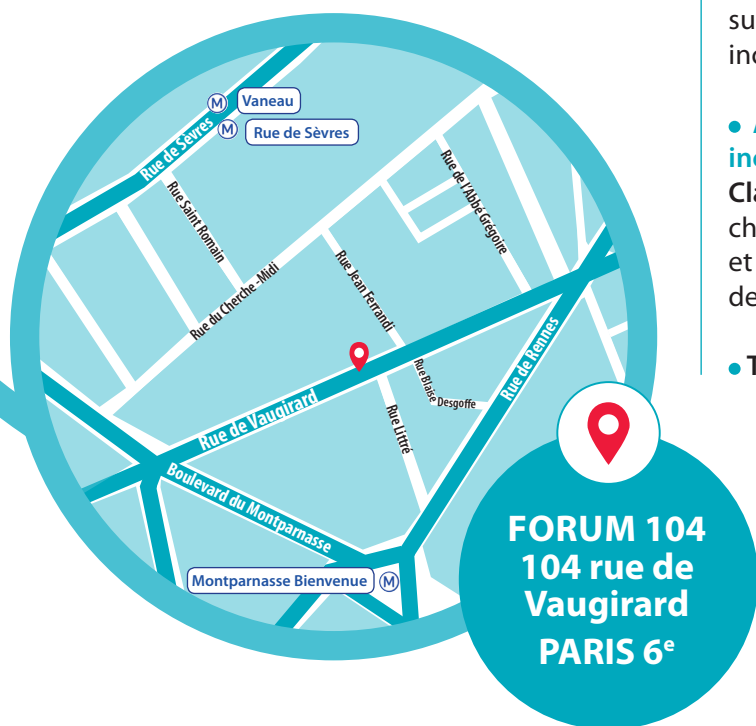 Vaneau
Rue de Sèvres
Rue de Sèvres
Rue Saint Romain
Rue du Cherche -Midi
Rue de l'Abbé Grégoire
Rue Jean Ferrandi
Rue de Vaugirard
Rue Blaise
Desgoffe
Rue de Rennes
Rue Littré
Boulevard du Montparnasse
Montparnasse Bienvenue
M
M
M
FORUM 104
104 rue de
Vaugirard
PARIS 6e
su
Cla
ch
et
de
• T